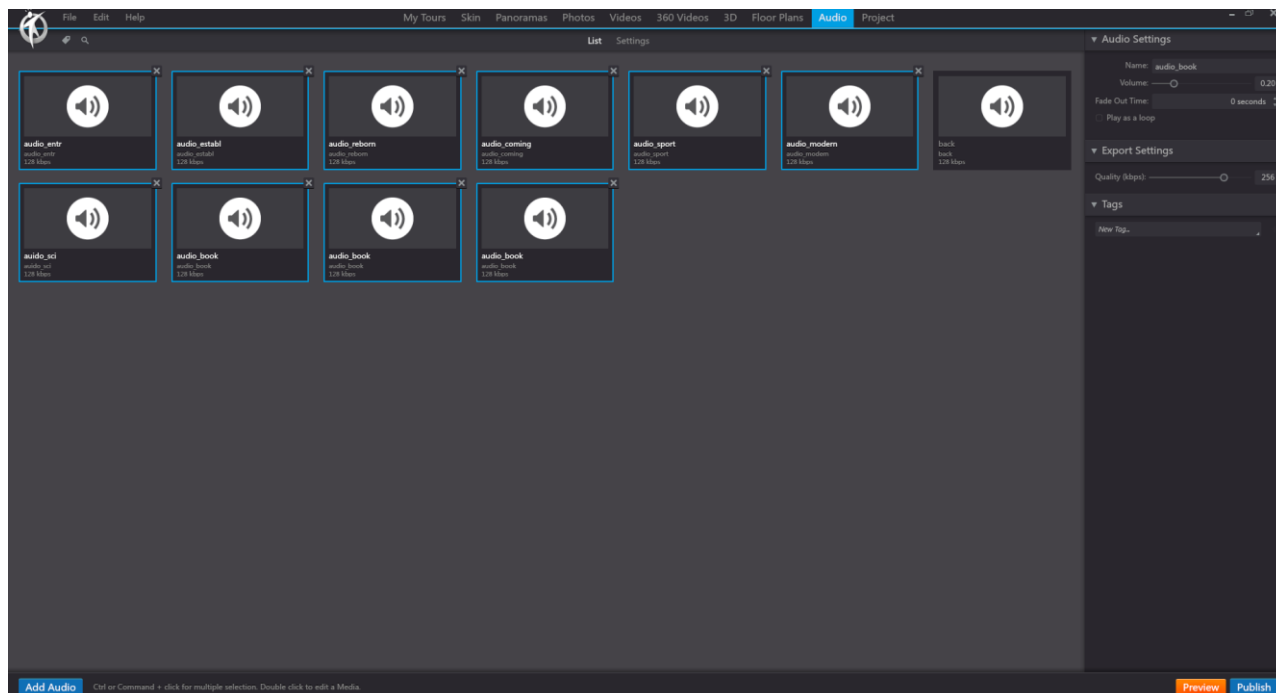 File Edit Help My Tours Skin Panoramas Photos Videos 360 Videos 3D Floor Plans Audio Project
List Settings
Audio Settings
Name: audio_book
Volume: 0.20
Fade Out Time: 0 seconds
Play as a loop
Export Settings
Quality (kbps): 256
Tags
New Tag..
audio_entr
audio_entr
128 kbps
audio_establ
audio_establ
128 kbps
audio_reborn
audio_reborn
128 kbps
audio_coming
audio_coming
128 kbps
audio_sport
audio_sport
128 kbps
audio_modern
audio_modern
128 kbps
back
back
128 kbps
auido_sci
auido_sci
128 kbps
audio_book
audio_book
128 kbps
audio_book
audio_book
128 kbps
audio_book
audio_book
128 kbps
Add Audio Ctrl or Command + click for multiple selection. Double click to edit a Media. Preview Publish